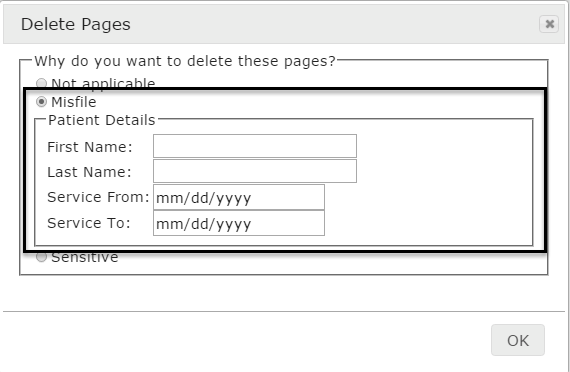 Delete Pages
Why do you want to delete these pages?
Not applicable
Misfile
Patient Details
First Name:
Last Name:
Service From: mm/dd/yyyy
Service To: mm/dd/yyyy
Sensitive
OK